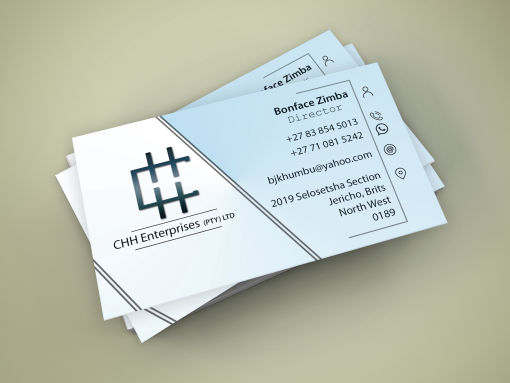 CHH Enterprises (PTY) LTD
Bonface Zimba
Director
+27 83 854 5013
+27 71 081 5242
bjkhumbu@yahoo.com
2019 Selosetsha Section
Jericho, Brits
North West
0189
face Zimba